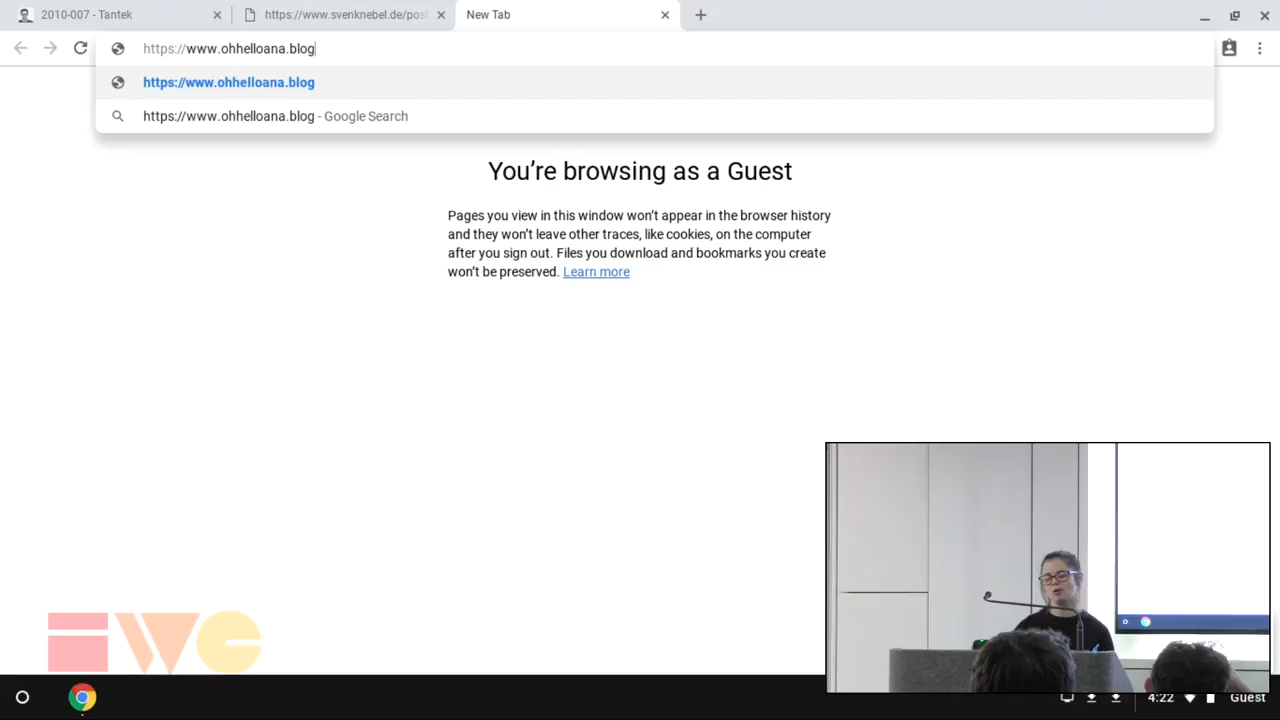 2010-007 - Tantek
https://www.svenknebel.de/pos
New Tab
https://www.ohhelloana.blog
https://www.ohhelloana.blog
https://www.ohhelloana.blog - Google Search
You're browsing as a Guest
Pages you view in this window won't appear in the browser history
and they won't leave other traces, like cookies, on the computer
after you sign out. Files you download and bookmarks you create
won't be preserved. Learn more
iwc
4:22
Guest